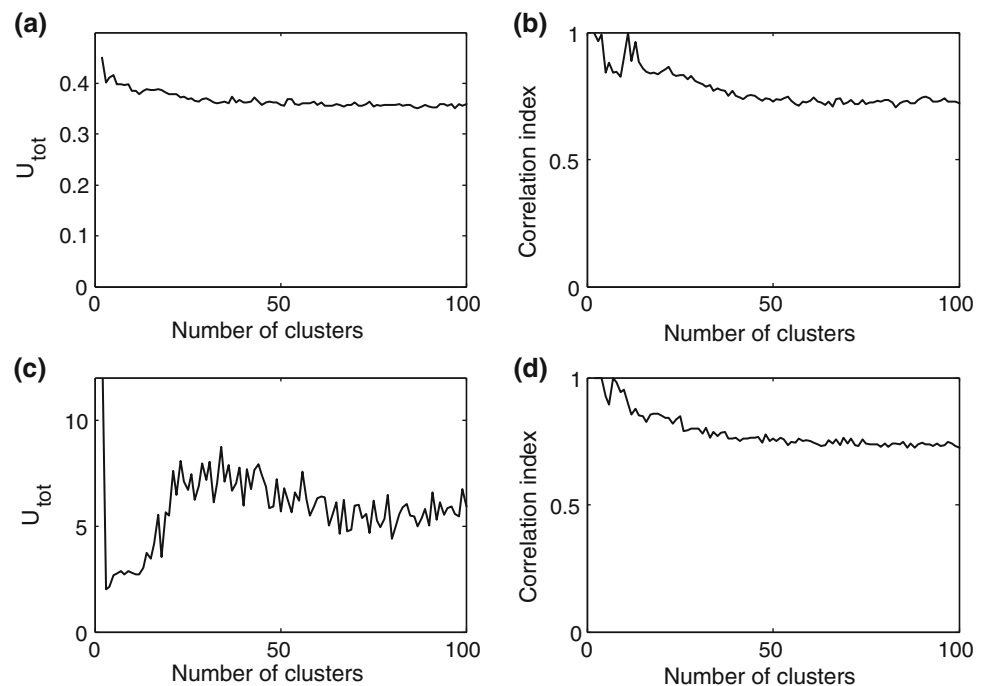 (a)
0.4
0.3
0.2
0.1
0
U_tot
0 50 100
Number of clusters
(b)
1
0.5
0
Correlation index
0 50 100
Number of clusters
(c)
10
5
0
U_tot
0 50 100
Number of clusters
(d)
1
0.5
0
Correlation index
0 50 100
Number of clusters